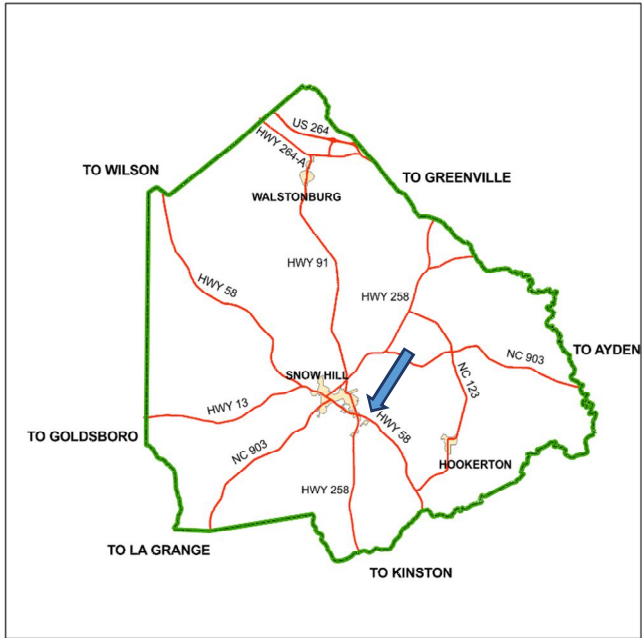 US 264
HWY 264-A
TO WILSON
TO GREENVILLE
WALSTONBURG
HWY 91
HWY 58
HWY 258
TO AYDEN
NC 903
SNOW HILL
NC 123
HWY 13
HWY 58
TO GOLDSBORO
NC 903
HOOKERTON
HWY 258
TO LA GRANGE
TO KINSTON